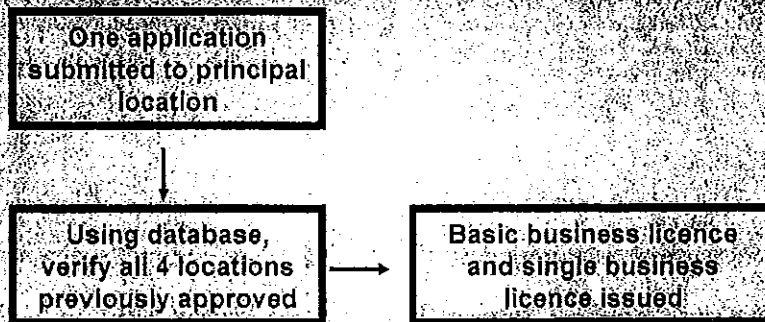 One application
submitted to principal
location
Using database,
verify all 4 locations
previously approved
Basic business licence
and single business
licence issued